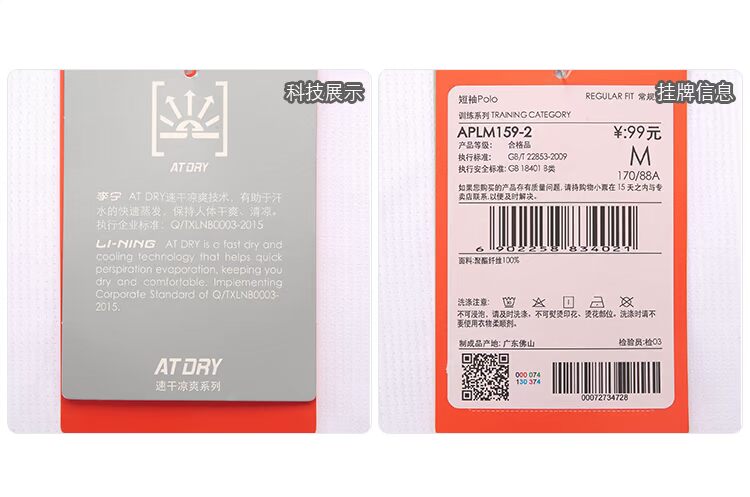 科技展示
AT DRY
李宁 AT DRY速干凉爽技术，有助于汗
水的快速蒸发，保持人体干爽、清凉。
执行企业标准：Q/TXLNB0003-2015
LI-NING AT DRY is a fast dry and
cooling technology that helps quick
perspiration evaporation, keeping you
dry and comfortable. Implementing
Corporate Standard of Q/TXLNB0003-
2015.
AT DRY
速干凉爽系列
挂牌信息
短袖Polo REGULAR FIT 常规
训练系列 TRAINING CATEGORY
APLM159-2 ¥:99元
产品等级： 合格品 M
执行标准： GB/T 22853-2009
执行安全标准：GB 18401 B类 170/88A
如果您购买的产品存有质量问题，请持购物小票在 15 天之内与专
卖店联系，以便及时解决。
6 902258 834021
面料：聚酯纤维100%
洗涤注意：
不可浸泡，请及时洗涤，不可熨烫印花、烫花部位。洗涤时请不
要使用衣物柔顺剂。
制成品产地：广东佛山 检验员：检03
000 074
130 374
00072734728